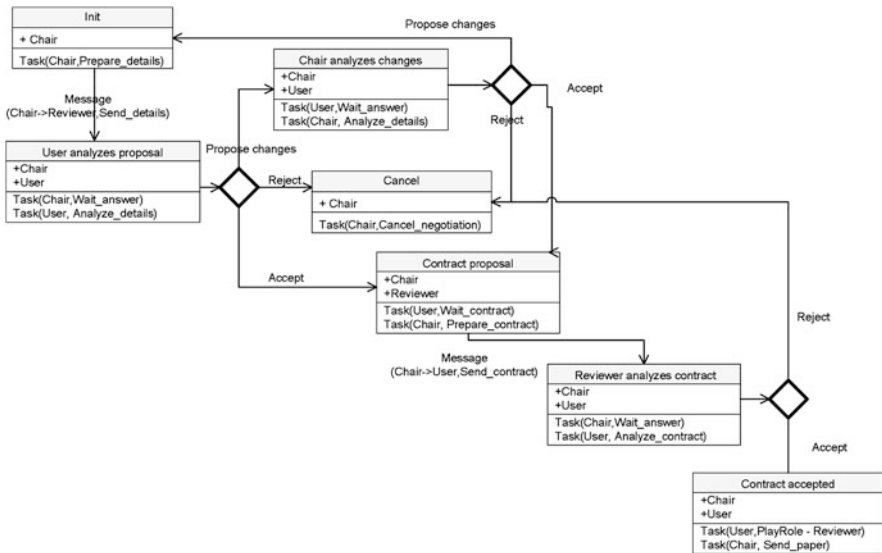 Init
+ Chair
Task(Chair,Prepare_details)
Propose changes
Chair analyzes changes
+Chair
+User
Task(User,Wait_answer)
Task(Chair, Analyze_details)
Accept
Reject
Message
(Chair->Reviewer,Send_details)
User analyzes proposal
+Chair
+User
Task(Chair,Wait_answer)
Task(User, Analyze_details)
Propose changes
Reject
Cancel
+ Chair
Task(Chair,Cancel_negotiation)
Accept
Contract proposal
+Chair
+Reviewer
Task(User,Wait_contract)
Task(Chair, Prepare_contract)
Reject
Message
(Chair->User,Send_contract)
Reviewer analyzes contract
+Chair
+User
Task(Chair,Wait_answer)
Task(User, Analyze_contract)
Accept
Contract accepted
+Chair
+User
Task(User,PlayRole - Reviewer)
Task(Chair, Send_paper)